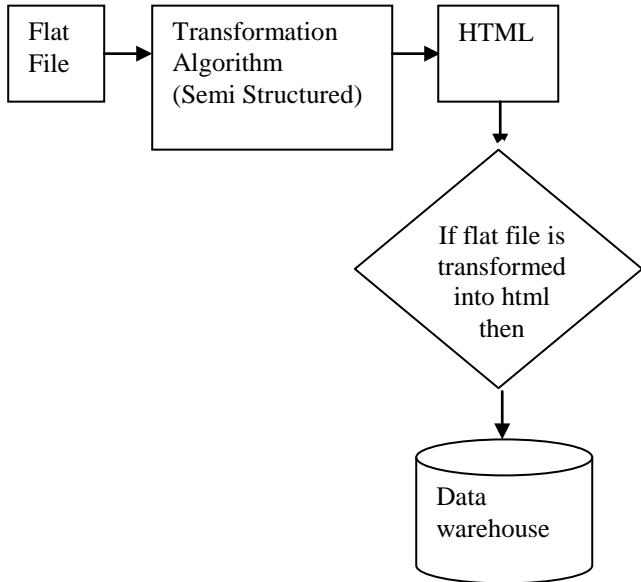 Flat
File
Transformation
Algorithm
(Semi Structured)
HTML
If flat file is
transformed
into html
then
Data
warehouse